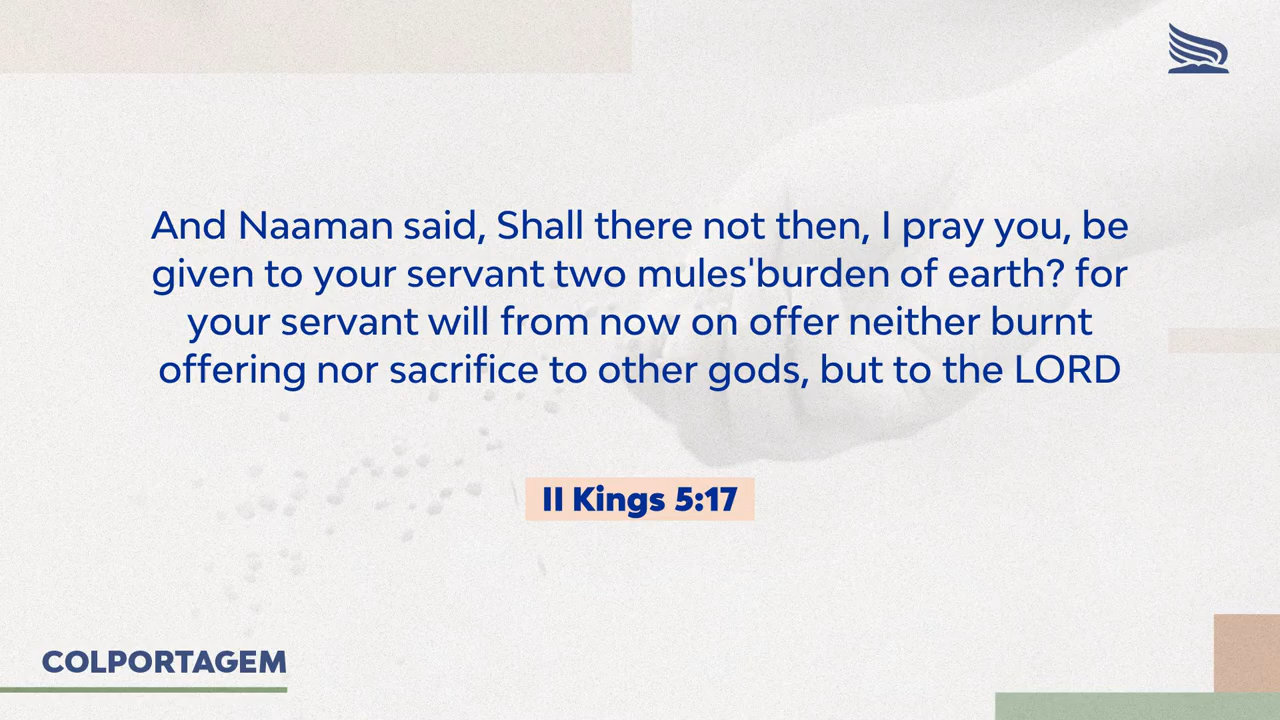 And Naaman said, Shall there not then, I pray you, be
given to your servant two mules'burden of earth? for
your servant will from now on offer neither burnt
offering nor sacrifice to other gods, but to the LORD
II Kings 5:17
COLPORTAGEM